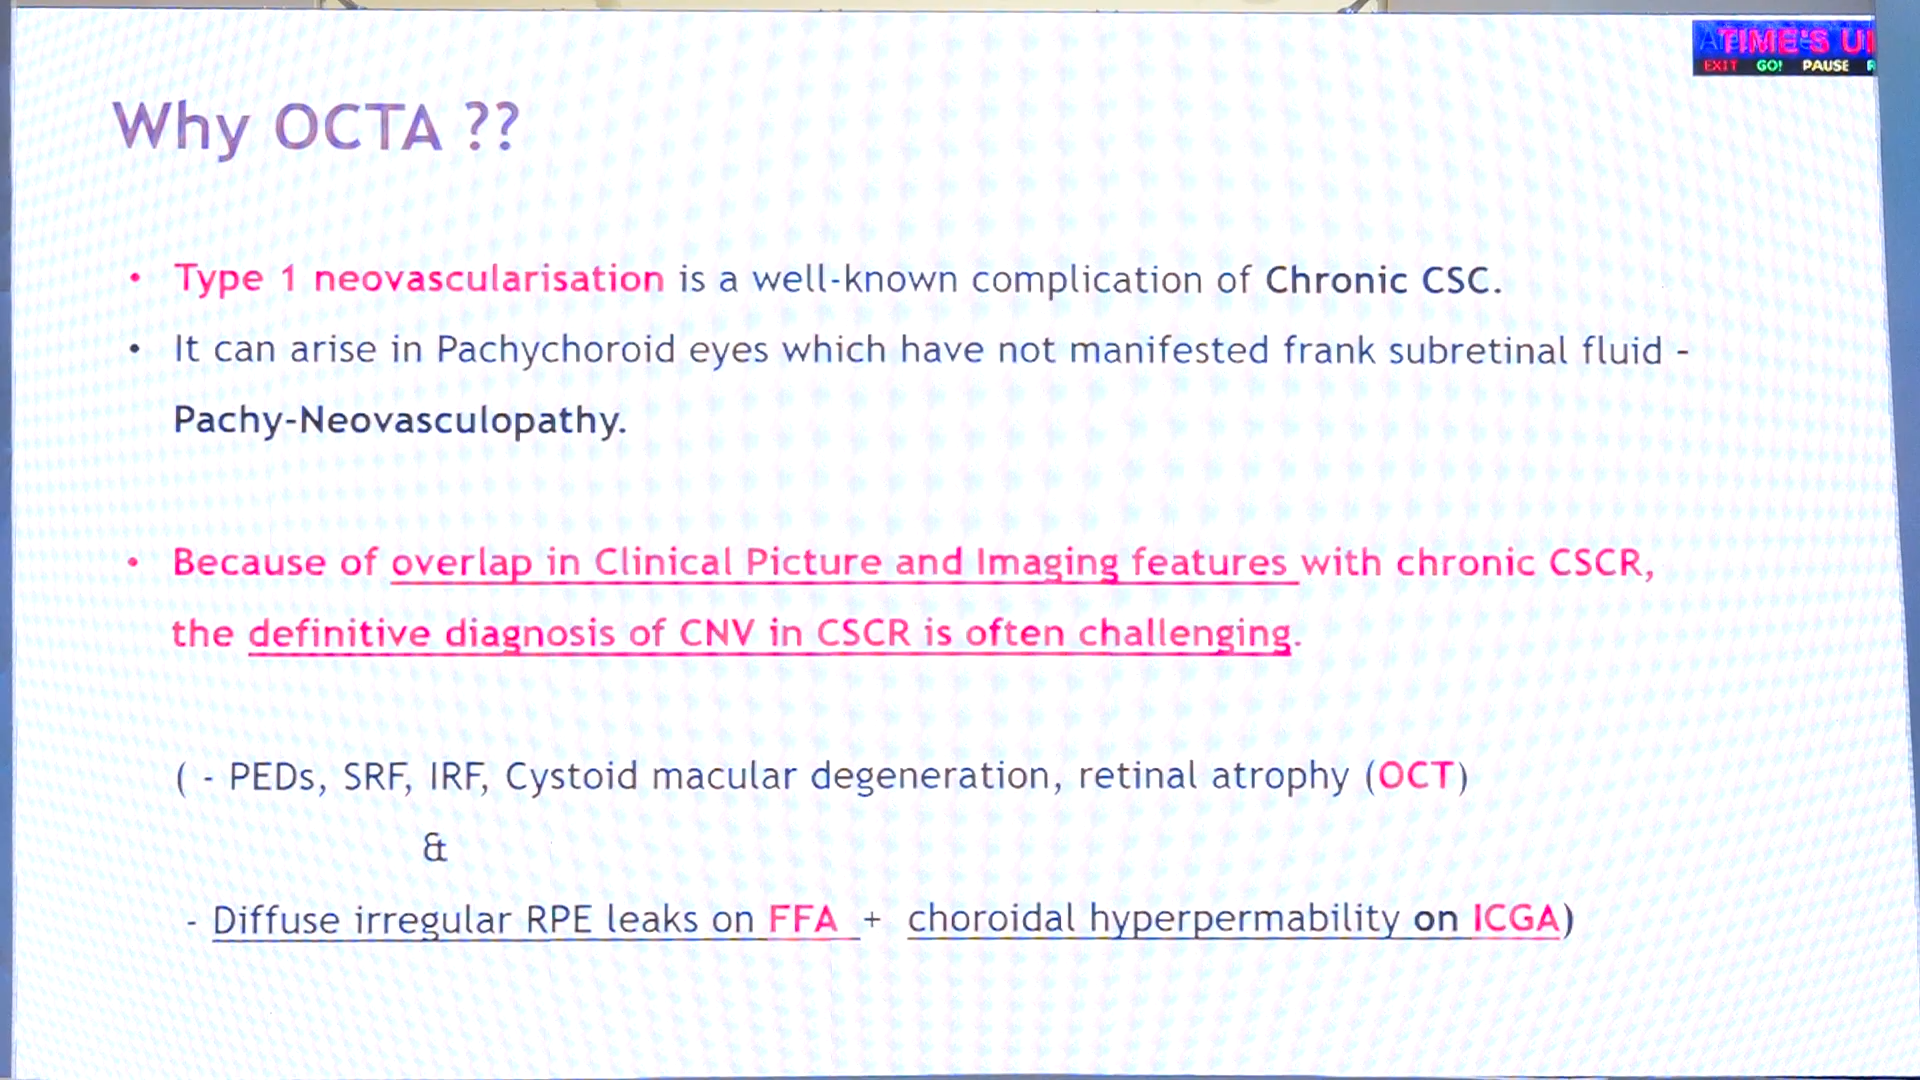 TIME'S U
EXIT GO! PAUSE
Why OCTA ??
• Type 1 neovascularisation is a well-known complication of Chronic CSC.
• It can arise in Pachychoroid eyes which have not manifested frank subretinal fluid -
Pachy-Neovasculopathy.
• Because of overlap in Clinical Picture and Imaging features with chronic CSCR,
the definitive diagnosis of CNV in CSCR is often challenging.
( - PEDs, SRF, IRF, Cystoid macular degeneration, retinal atrophy (OCT)
&
- Diffuse irregular RPE leaks on FFA + choroidal hyperpermability on ICGA)